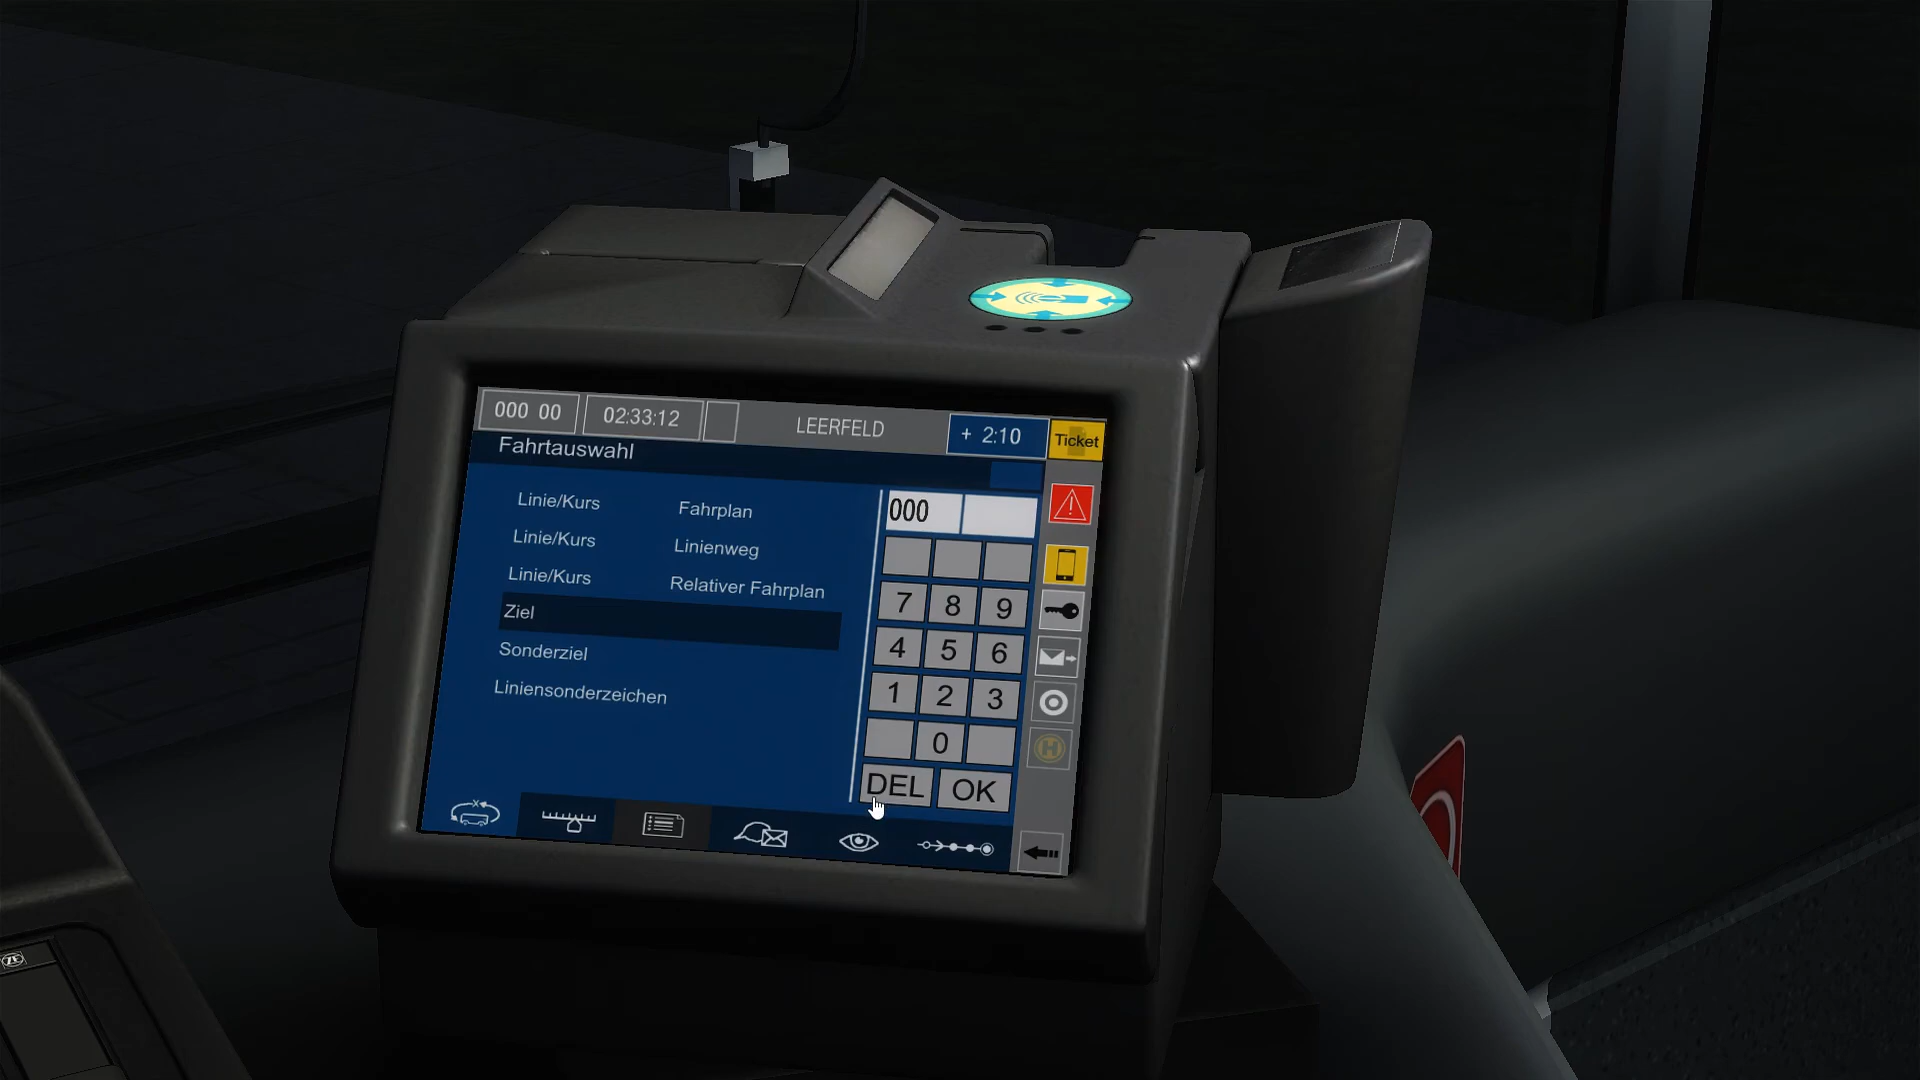 000 00
02:33:12
LEERFELD
+ 2:10
Ticket
Fahrtauswahl
Linie/Kurs Fahrplan
Linie/Kurs Linienweg
Linie/Kurs Relativer Fahrplan
Ziel
Sonderziel
Liniensonderzeichen
000
7 8 9
4 5 6
1 2 3
0
DEL OK
H
ZF